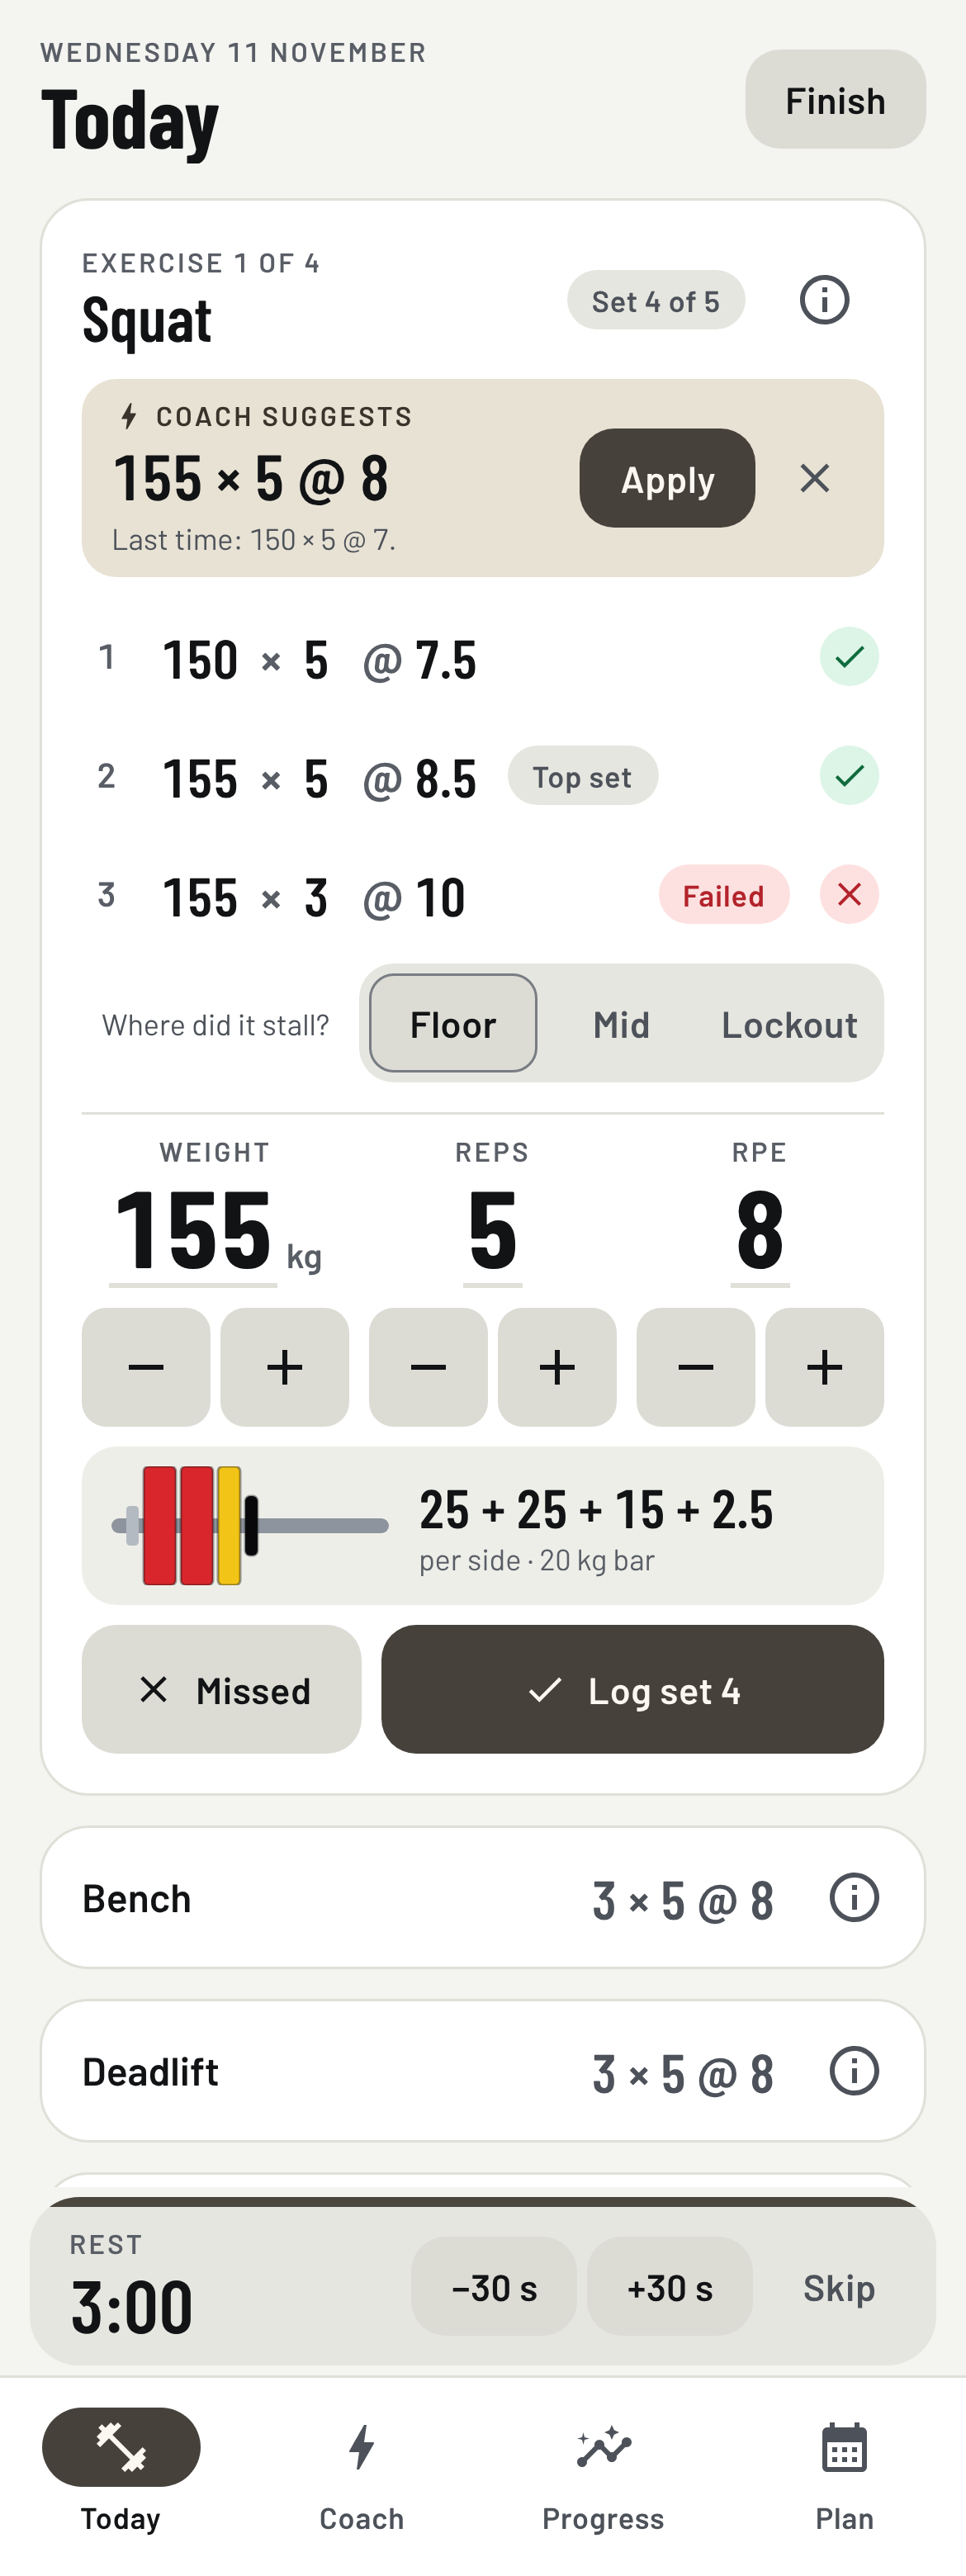 WEDNESDAY 11 NOVEMBER
Today
Finish
EXERCISE 1 OF 4
Squat
Set 4 of 5
COACH SUGGESTS
155 × 5 @ 8
Last time: 150 × 5 @ 7.
Apply
1 150 × 5 @ 7.5
2 155 × 5 @ 8.5 Top set
3 155 × 3 @ 10 Failed
Where did it stall? Floor Mid Lockout
WEIGHT REPS RPE
155 kg 5 8
− + − + − +
25 + 25 + 15 + 2.5
per side · 20 kg bar
Missed Log set 4
Bench 3 × 5 @ 8
Deadlift 3 × 5 @ 8
REST
3:00
−30 s +30 s Skip
Today Coach Progress Plan